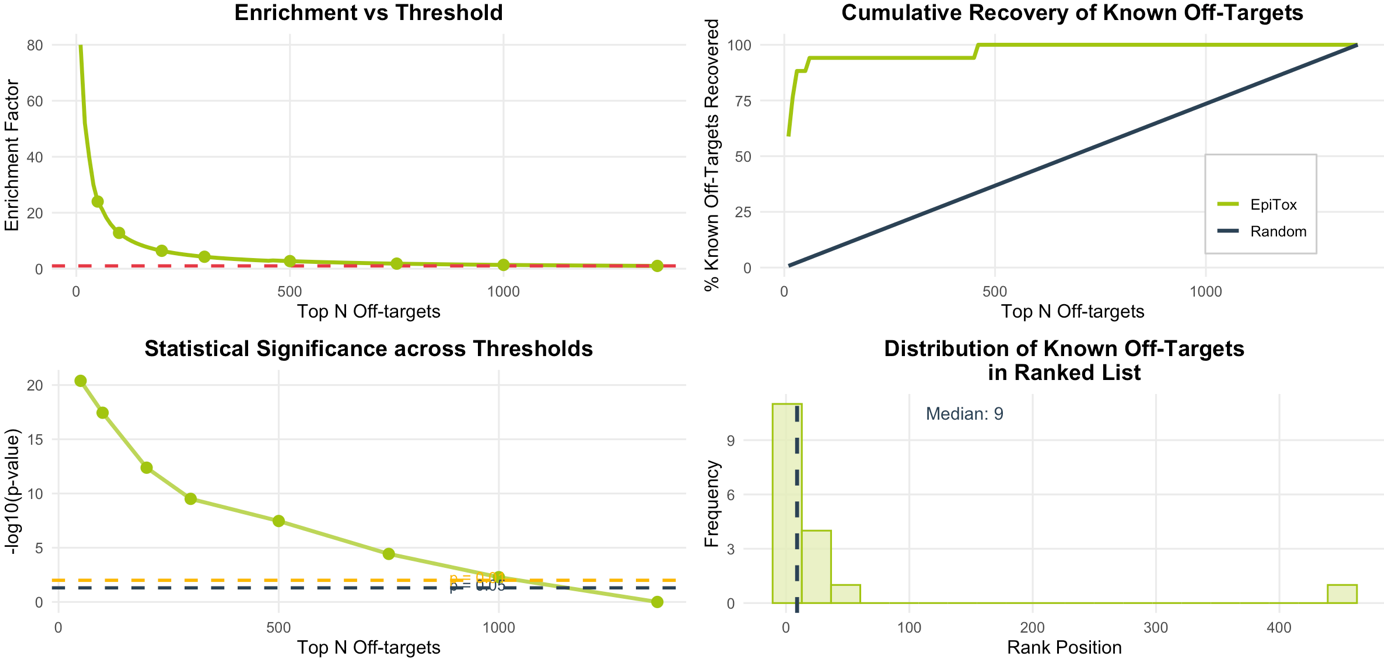 Enrichment vs Threshold
Enrichment Factor
80
60
40
20
0
0 500 1000
Top N Off-targets
Cumulative Recovery of Known Off-Targets
% Known Off-Targets Recovered
100
75
50
25
0
EpiTox
Random
0 500 1000
Top N Off-targets
Statistical Significance across Thresholds
-log10(p-value)
20
15
10
5
0
p = 0.05
0 500 1000
Top N Off-targets
Distribution of Known Off-Targets
in Ranked List
Median: 9
Frequency
9
6
3
0
0 100 200 300 400
Rank Position